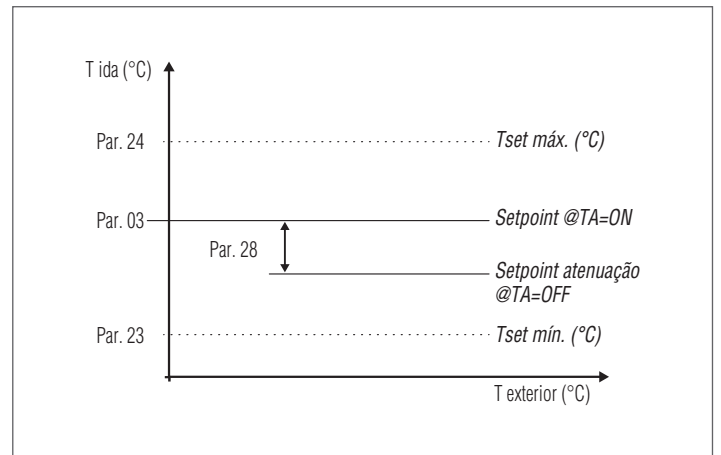 T ida (°C)
Par. 24
Tset máx. (°C)
Par. 03
Setpoint @TA=ON
Par. 28
Setpoint atenuação
@TA=OFF
Par. 23
Tset mín. (°C)
T exterior (°C)